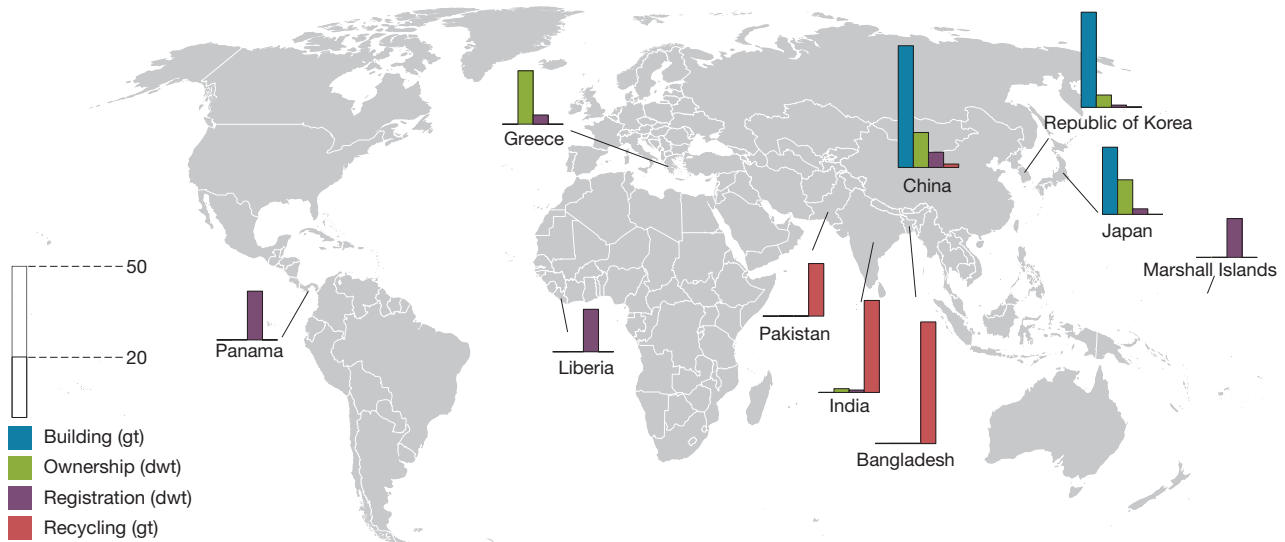 Republic of Korea
Greece
China
Japan
Marshall Islands
50
Pakistan
Panama
20
Liberia
India
Bangladesh
Building (gt)
Ownership (dwt)
Registration (dwt)
Recycling (gt)